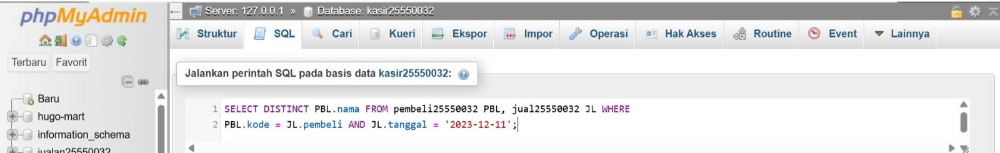 phpMyAdmin
Terbaru Favorit
Baru
hugo-mart
information_schema
jualan25550032
Server: 127.0.0.1 » Database: kasir25550032
Struktur SQL Cari Kueri Ekspor Impor Operasi Hak Akses Routine Event Lainnya
Jalankan perintah SQL pada basis data kasir25550032:
1 SELECT DISTINCT PBL.nama FROM pembeli25550032 PBL, jual25550032 JL WHERE
2 PBL.kode = JL.pembeli AND JL.tanggal = '2023-12-11';